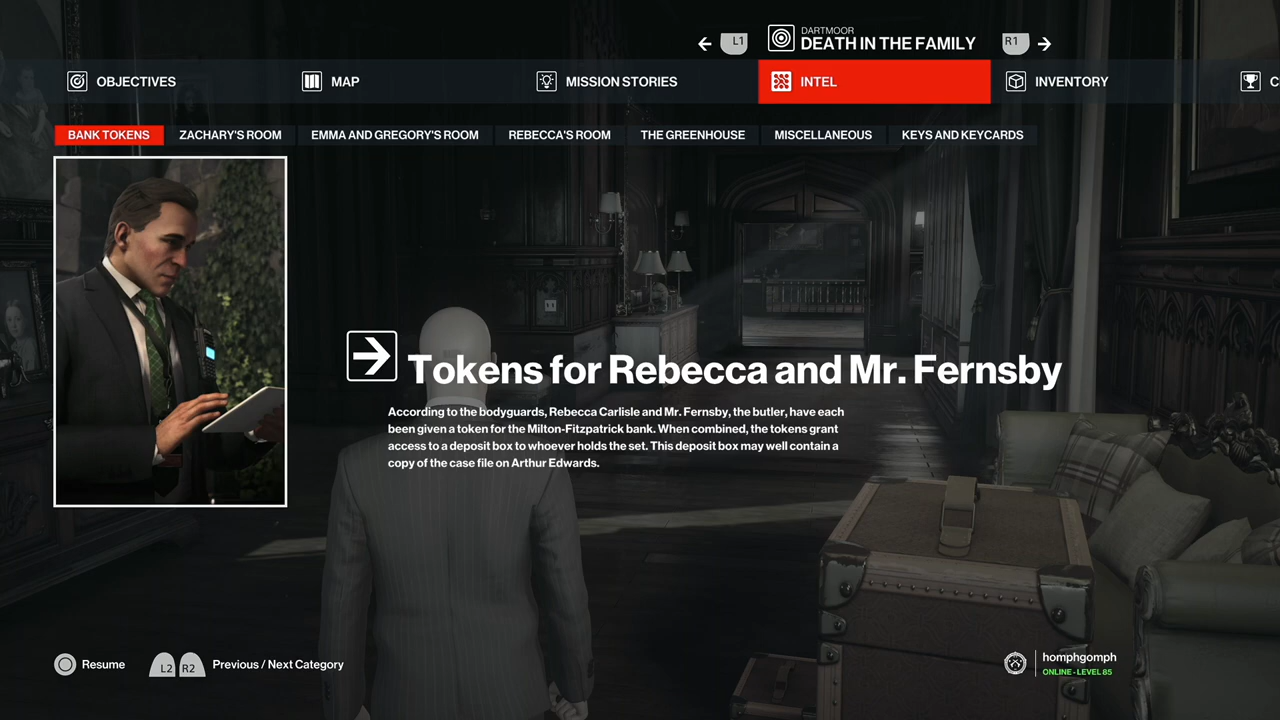 L1
DARTMOOR
DEATH IN THE FAMILY
R1
OBJECTIVES
MAP
MISSION STORIES
INTEL
INVENTORY
C
BANK TOKENS
ZACHARY'S ROOM
EMMA AND GREGORY'S ROOM
REBECCA'S ROOM
THE GREENHOUSE
MISCELLANEOUS
KEYS AND KEYCARDS
Tokens for Rebecca and Mr. Fernsby
According to the bodyguards, Rebecca Carlisle and Mr. Fernsby, the butler, have each
been given a token for the Milton-Fitzpatrick bank. When combined, the tokens grant
access to a deposit box to whoever holds the set. This deposit box may well contain a
copy of the case file on Arthur Edwards.
Resume
L2 R2
Previous / Next Category
homphgomph
ONLINE - LEVEL 85